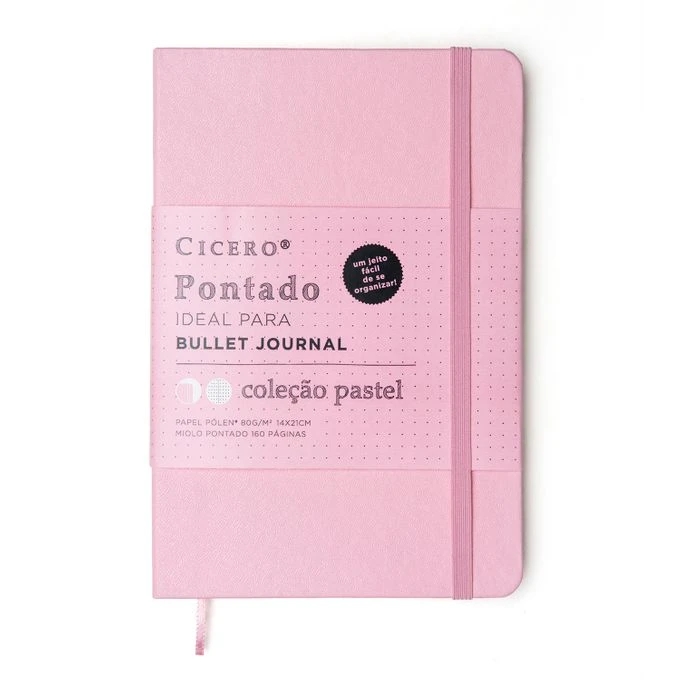 CICERO®
Pontado
IDEAL PARA
BULLET JOURNAL
um jeito
fácil
de se
organizar!
coleção pastel
PAPEL PÓLEN® 80G/M² 14X21CM
MIOLO PONTADO 160 PÁGINAS